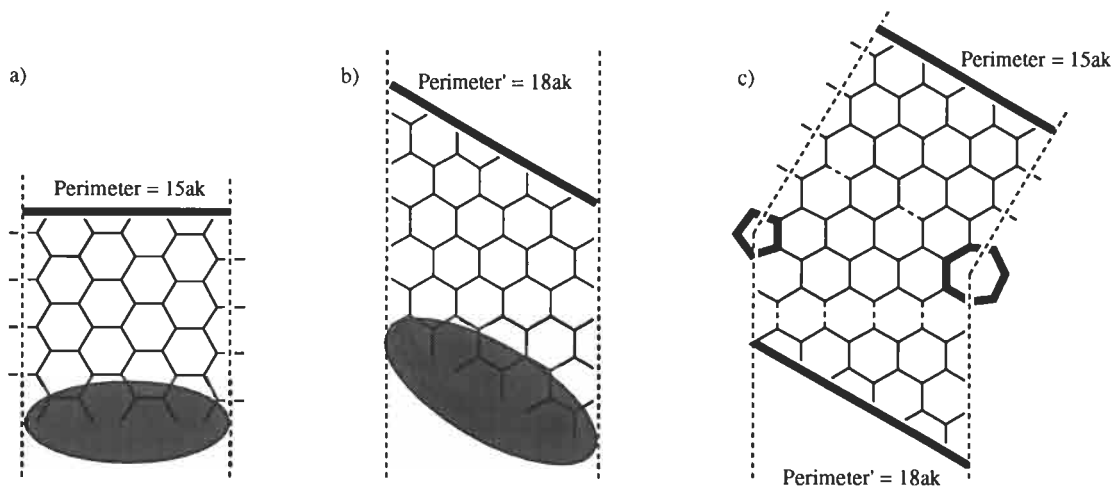 a)
Perimeter = 15ak
b)
Perimeter' = 18ak
c)
Perimeter = 15ak
Perimeter' = 18ak